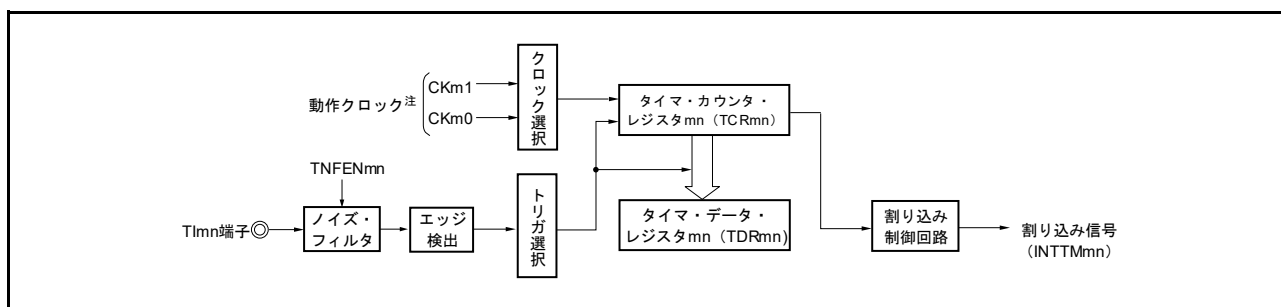 動作クロック注
CKm1
CKm0
クロック選択
タイマ・カウンタ・
レジスタmn（TCRmn）
TNFENmn
TImn端子
ノイズ・
フィルタ
エッジ
検出
トリガ選択
タイマ・データ・
レジスタmn（TDRmn)
割り込み
制御回路
割り込み信号
（INTTMmn）